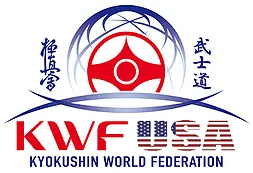 極真會
武士道
KWF USA
KYOKUSHIN WORLD FEDERATION